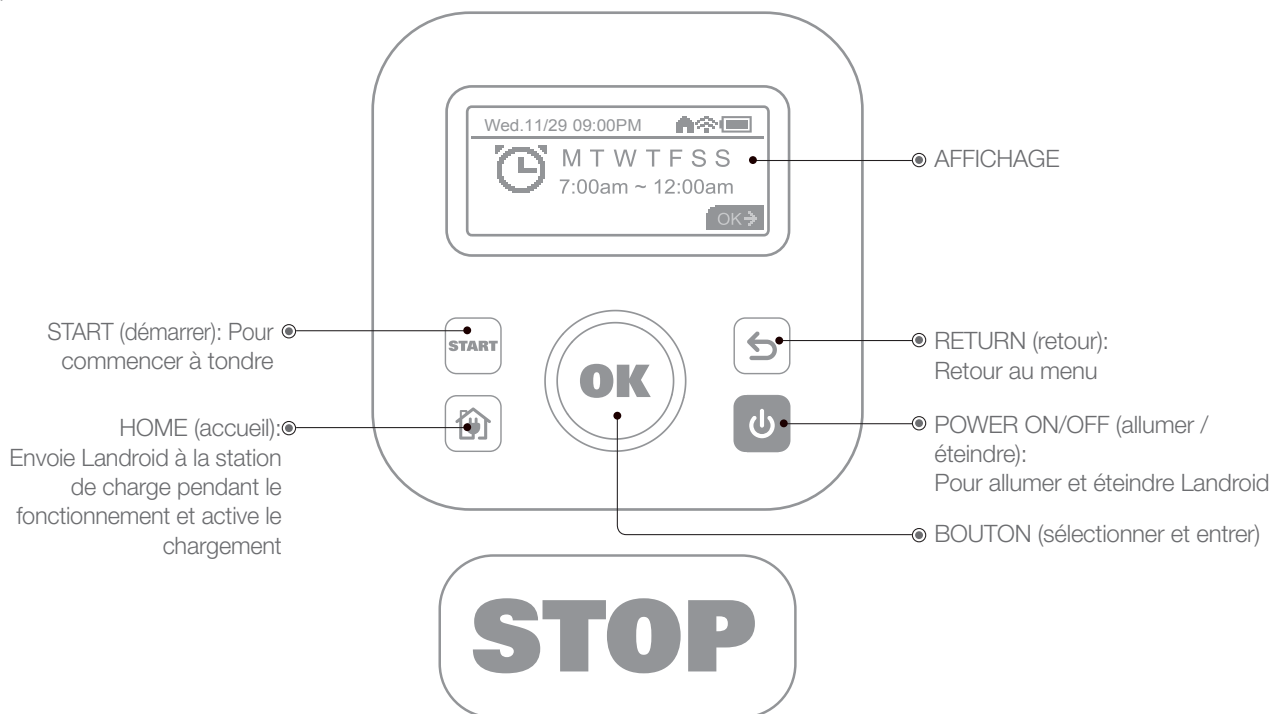 Wed.11/29 09:00PM
M T W T F S S
7:00am ~ 12:00am
OK
AFFICHAGE
START (démarrer): Pour
commencer à tondre
START
HOME (accueil):
Envoie Landroid à la station
de charge pendant le
fonctionnement et active le
chargement
OK
RETURN (retour):
Retour au menu
POWER ON/OFF (allumer /
éteindre):
Pour allumer et éteindre Landroid
BOUTON (sélectionner et entrer)
STOP